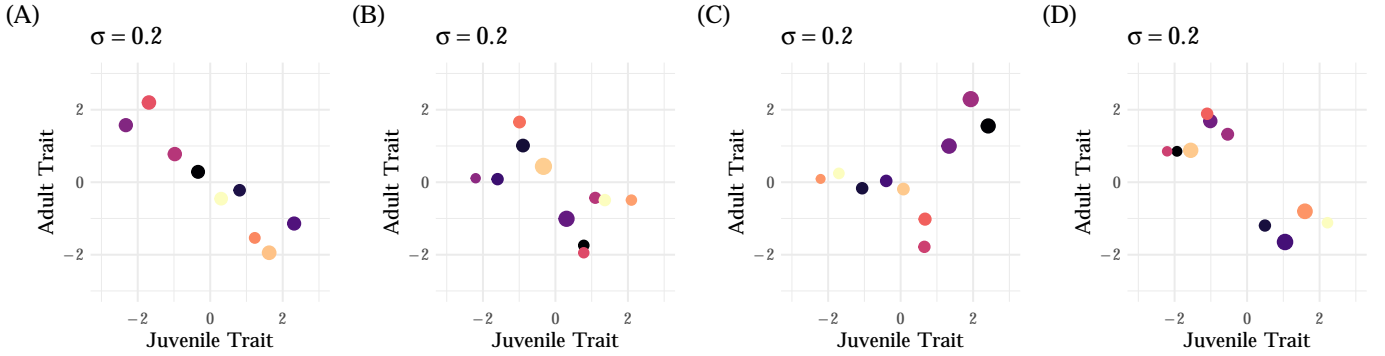 (A)
σ = 0.2
Adult Trait
2
0
−2
−2 0 2
Juvenile Trait
(B)
σ = 0.2
Adult Trait
2
0
−2
−2 0 2
Juvenile Trait
(C)
σ = 0.2
Adult Trait
2
0
−2
−2 0 2
Juvenile Trait
(D)
σ = 0.2
Adult Trait
2
0
−2
−2 0 2
Juvenile Trait